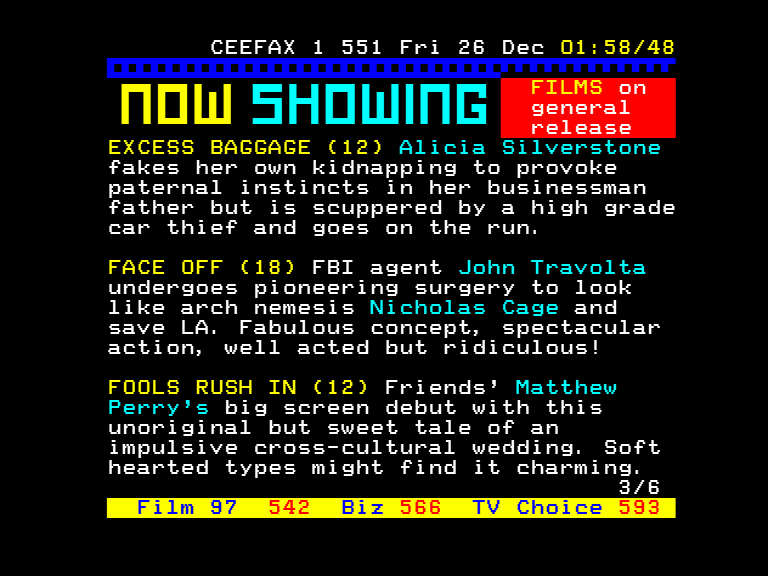 CEEFAX 1 551 Fri 26 Dec 01:58/48
NOW SHOWING
FILMS on
general
release
EXCESS BAGGAGE (12) Alicia Silverstone
fakes her own kidnapping to provoke
paternal instincts in her businessman
father but is scuppered by a high grade
car thief and goes on the run.
FACE OFF (18) FBI agent John Travolta
undergoes pioneering surgery to look
like arch nemesis Nicholas Cage and
save LA. Fabulous concept, spectacular
action, well acted but ridiculous!
FOOLS RUSH IN (12) Friends' Matthew
Perry's big screen debut with this
unoriginal but sweet tale of an
impulsive cross-cultural wedding. Soft
hearted types might find it charming.
3/6
Film 97 542 Biz 566 TV Choice 593